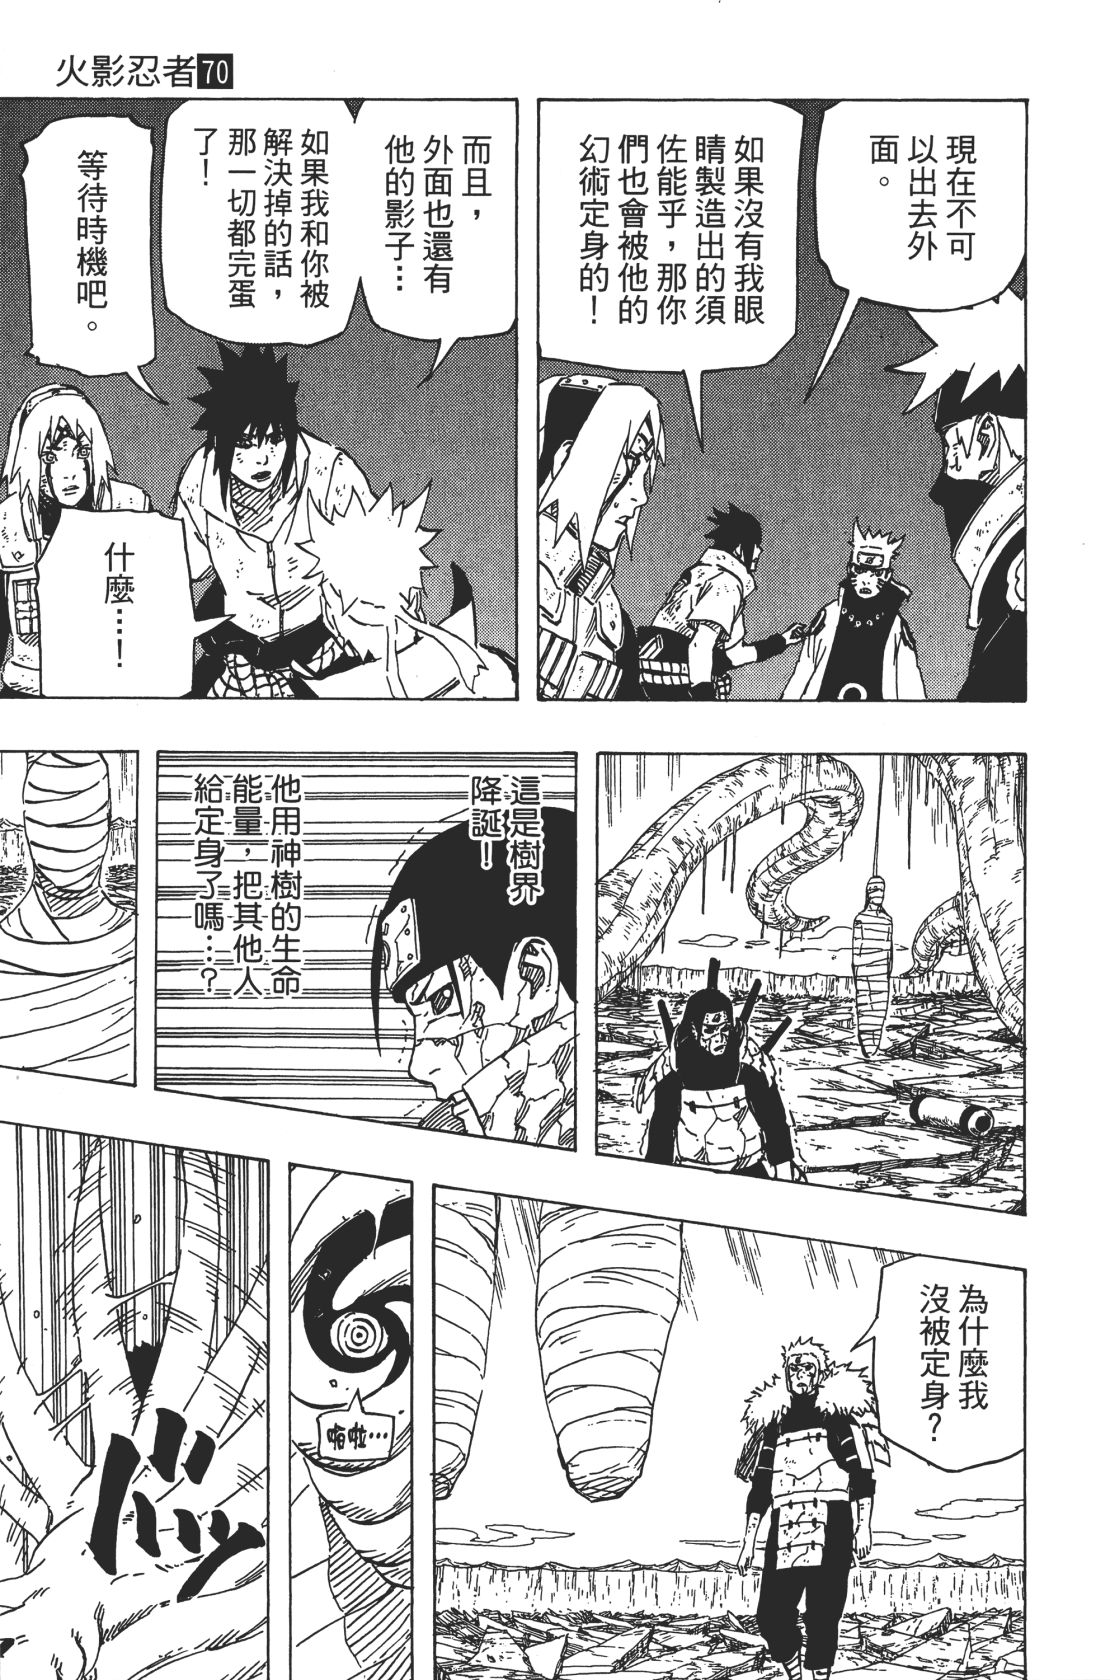 火影忍者70
現在不可
以出去外
面。
如果沒有我眼
睛製造出的須
佐能乎，那你
們也會被他的
幻術定身的！
而且，
外面也還有
他的影子…
如果我和你被
解決掉的話，
那一切都完蛋
了！
等待時機吧。
什麼…！
這是樹界
降誕！
他用神樹的生命
能量，把其他人
給定身了嗎…？
為什麼我
沒被定身？
啪啦…
ドドッ